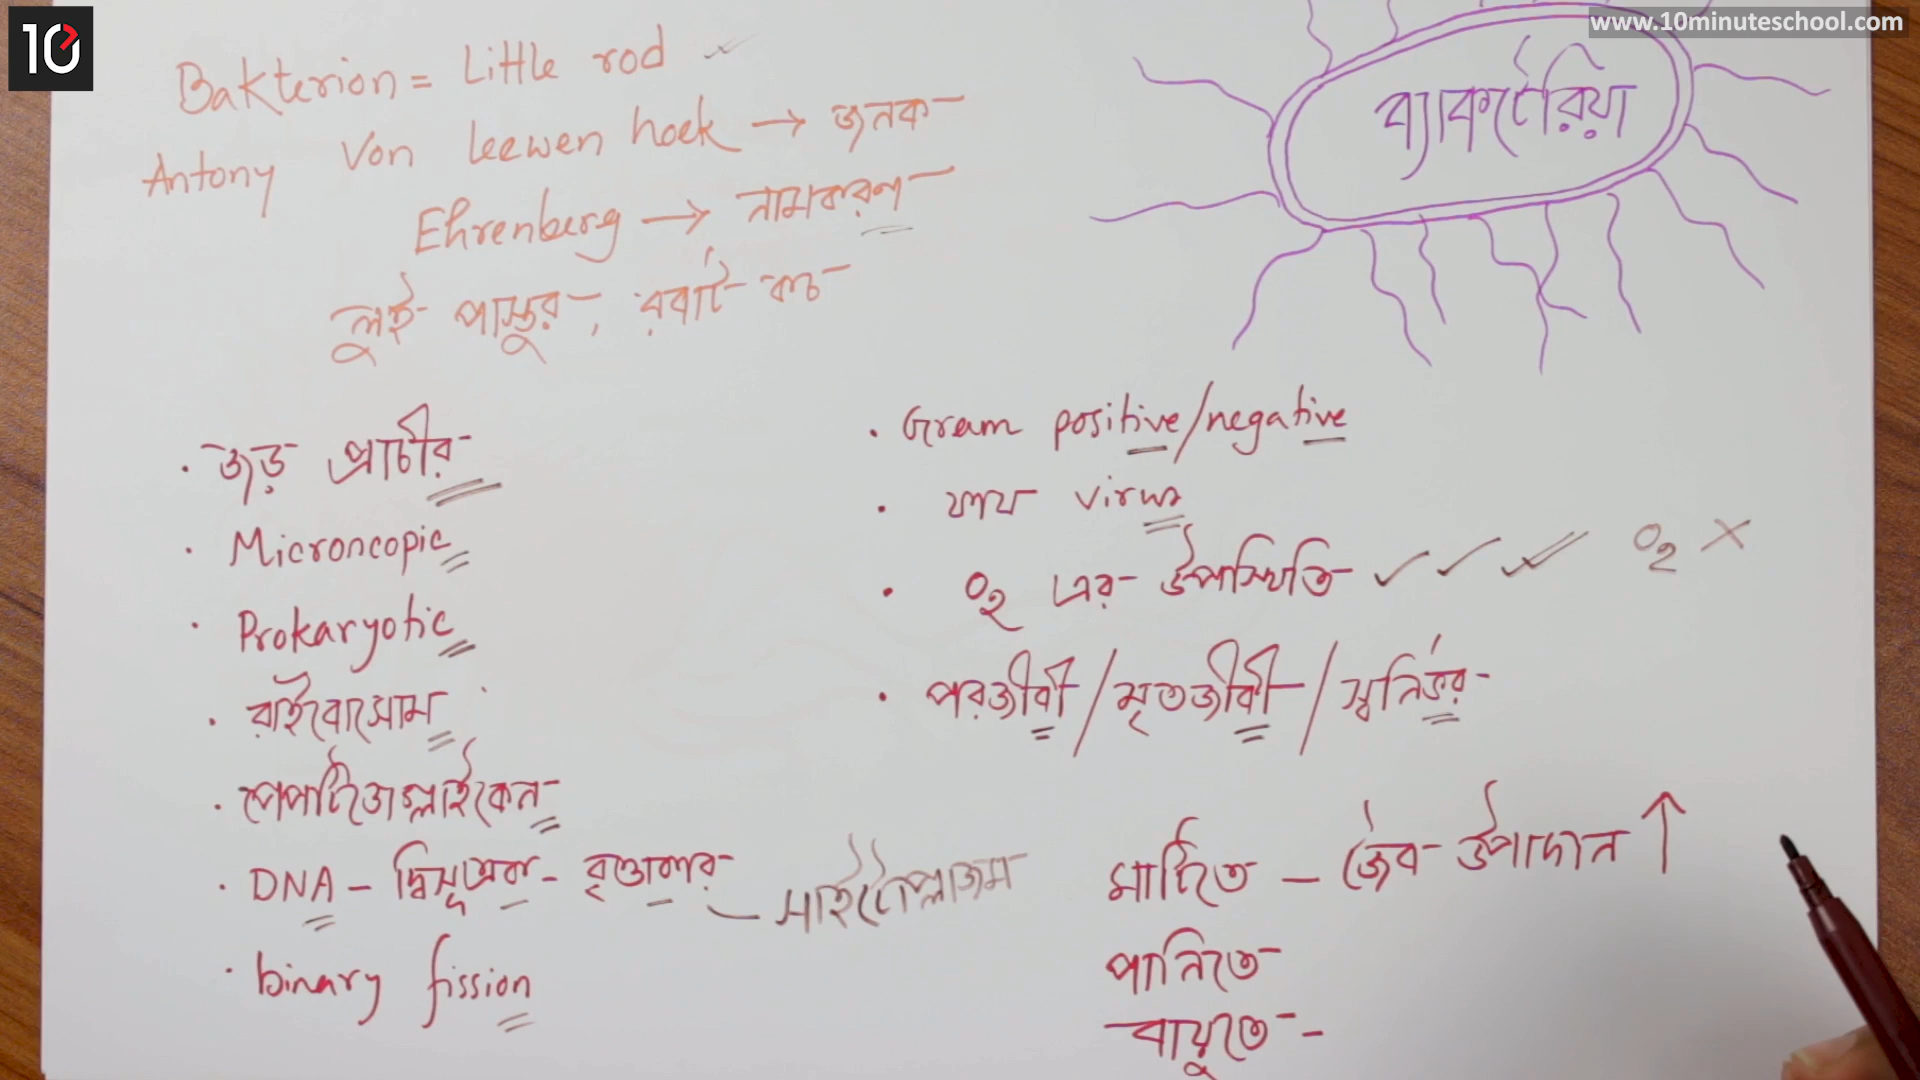 10
www.10minuteschool.com
Bakterion = Little rod
Antony Von Leewen hoek → জনক
Ehrenberg → নামকরণ
লুই পাস্তুর, রবার্ট কচ
ব্যাকটেরিয়া
· জড় প্রাচীর
· Microncopic
· Prokaryotic
· রাইবোসোম
· পেপটিডোগ্লাইকেন
· DNA - দ্বিসূত্রক - বৃত্তাকার - সাইটোপ্লাজম
· binary fission
· Gram positive/negative
· ফায virus
· O2 এর উপস্থিতি ✓ ✓ ✓ O2 ×
· পরজীবী/মৃতজীবী/স্বনির্ভর
মাটিতে - জৈব উপাদান ↑
পানিতে
বায়ুতে -